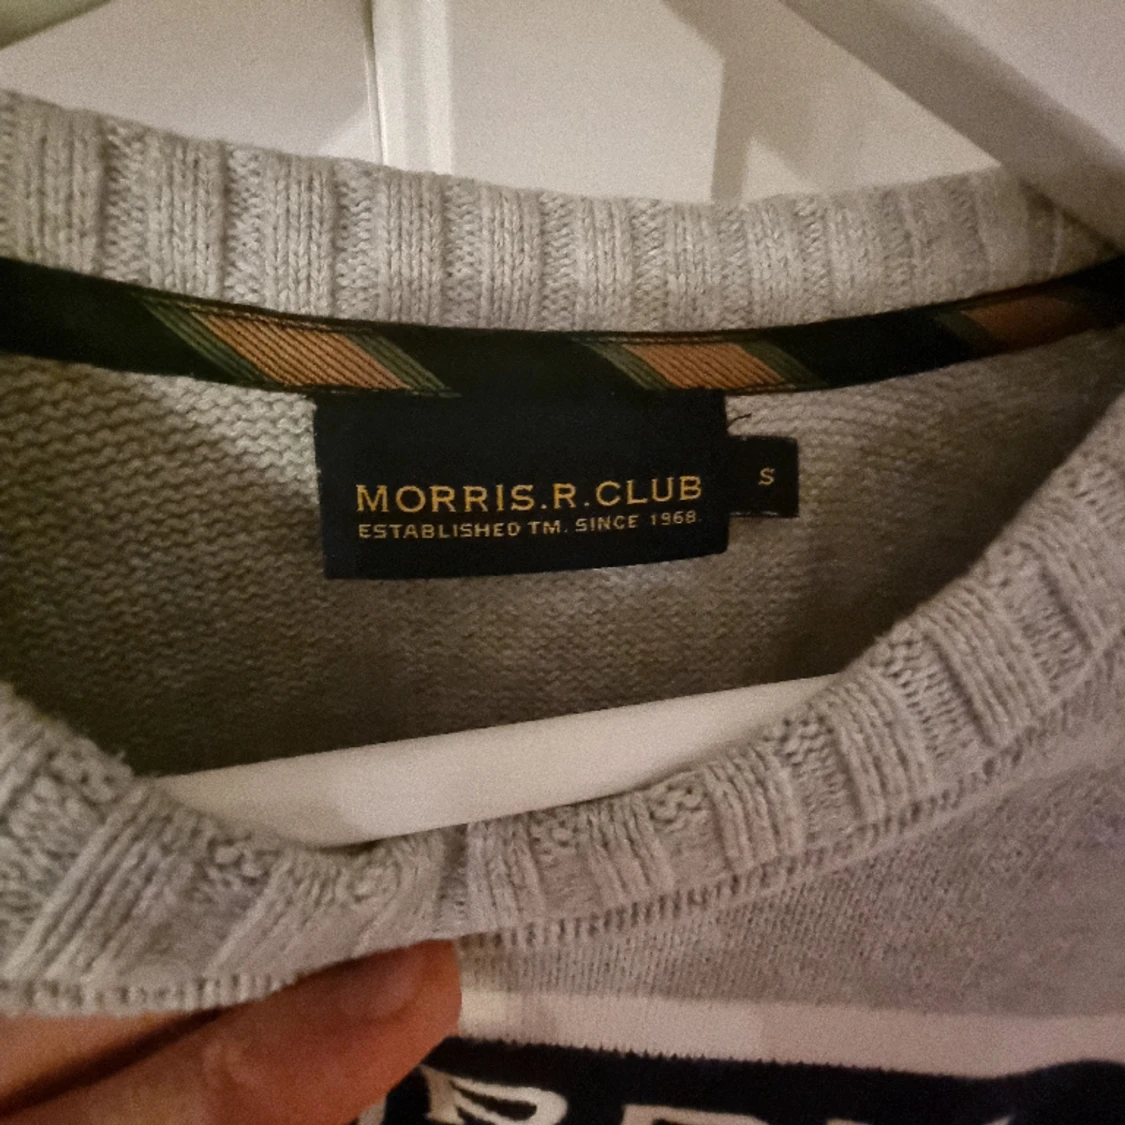 MORRIS.R.CLUB
S
ESTABLISHED TM. SINCE 1968.